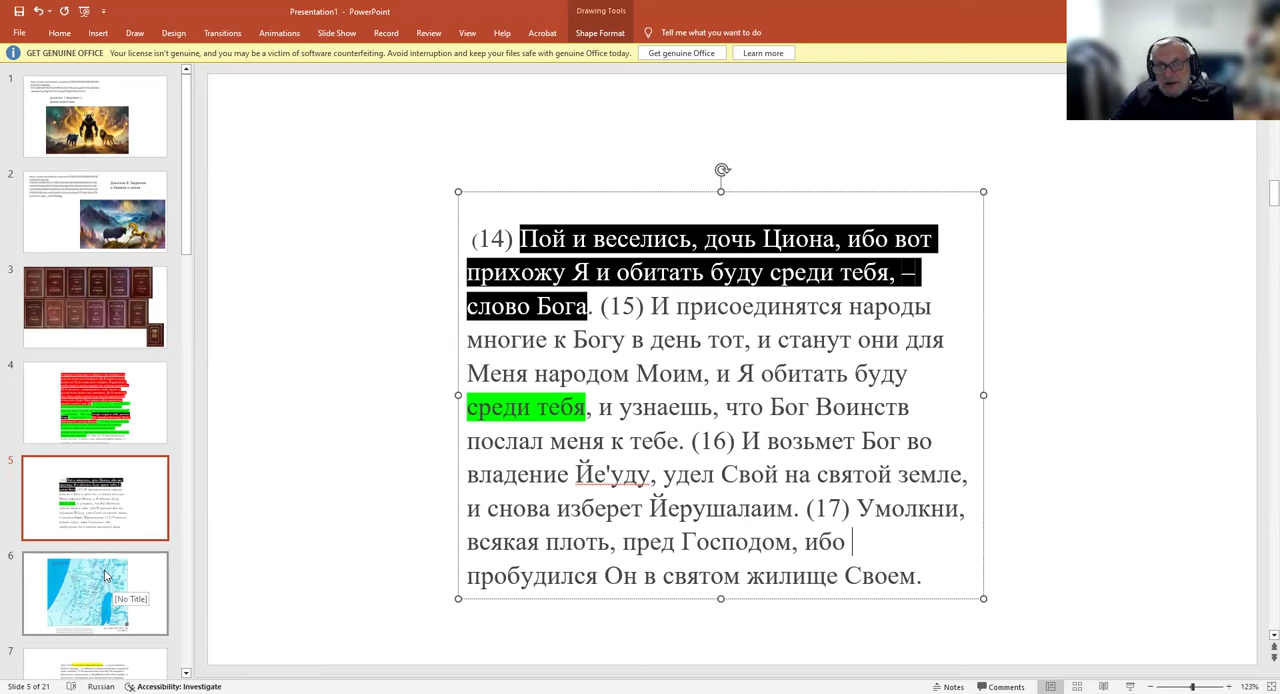 Presentation1 - PowerPoint
Drawing Tools
File Home Insert Draw Design Transitions Animations Slide Show Record Review View Help Acrobat Shape Format Tell me what you want to do
GET GENUINE OFFICE Your license isn't genuine, and you may be a victim of software counterfeiting. Avoid interruption and keep your files safe with genuine Office today. Get genuine Office Learn more
1
2
3
4
5
6
[No Title]
7
(14) Пой и веселись, дочь Циона, ибо вот
прихожу Я и обитать буду среди тебя, –
слово Бога. (15) И присоединятся народы
многие к Богу в день тот, и станут они для
Меня народом Моим, и Я обитать буду
среди тебя, и узнаешь, что Бог Воинств
послал меня к тебе. (16) И возьмет Бог во
владение Йе'уду, удел Свой на святой земле,
и снова изберет Йерушалаим. (17) Умолкни,
всякая плоть, пред Господом, ибо
пробудился Он в святом жилище Своем.
Slide 5 of 21 Russian Accessibility: Investigate Notes Comments 123%